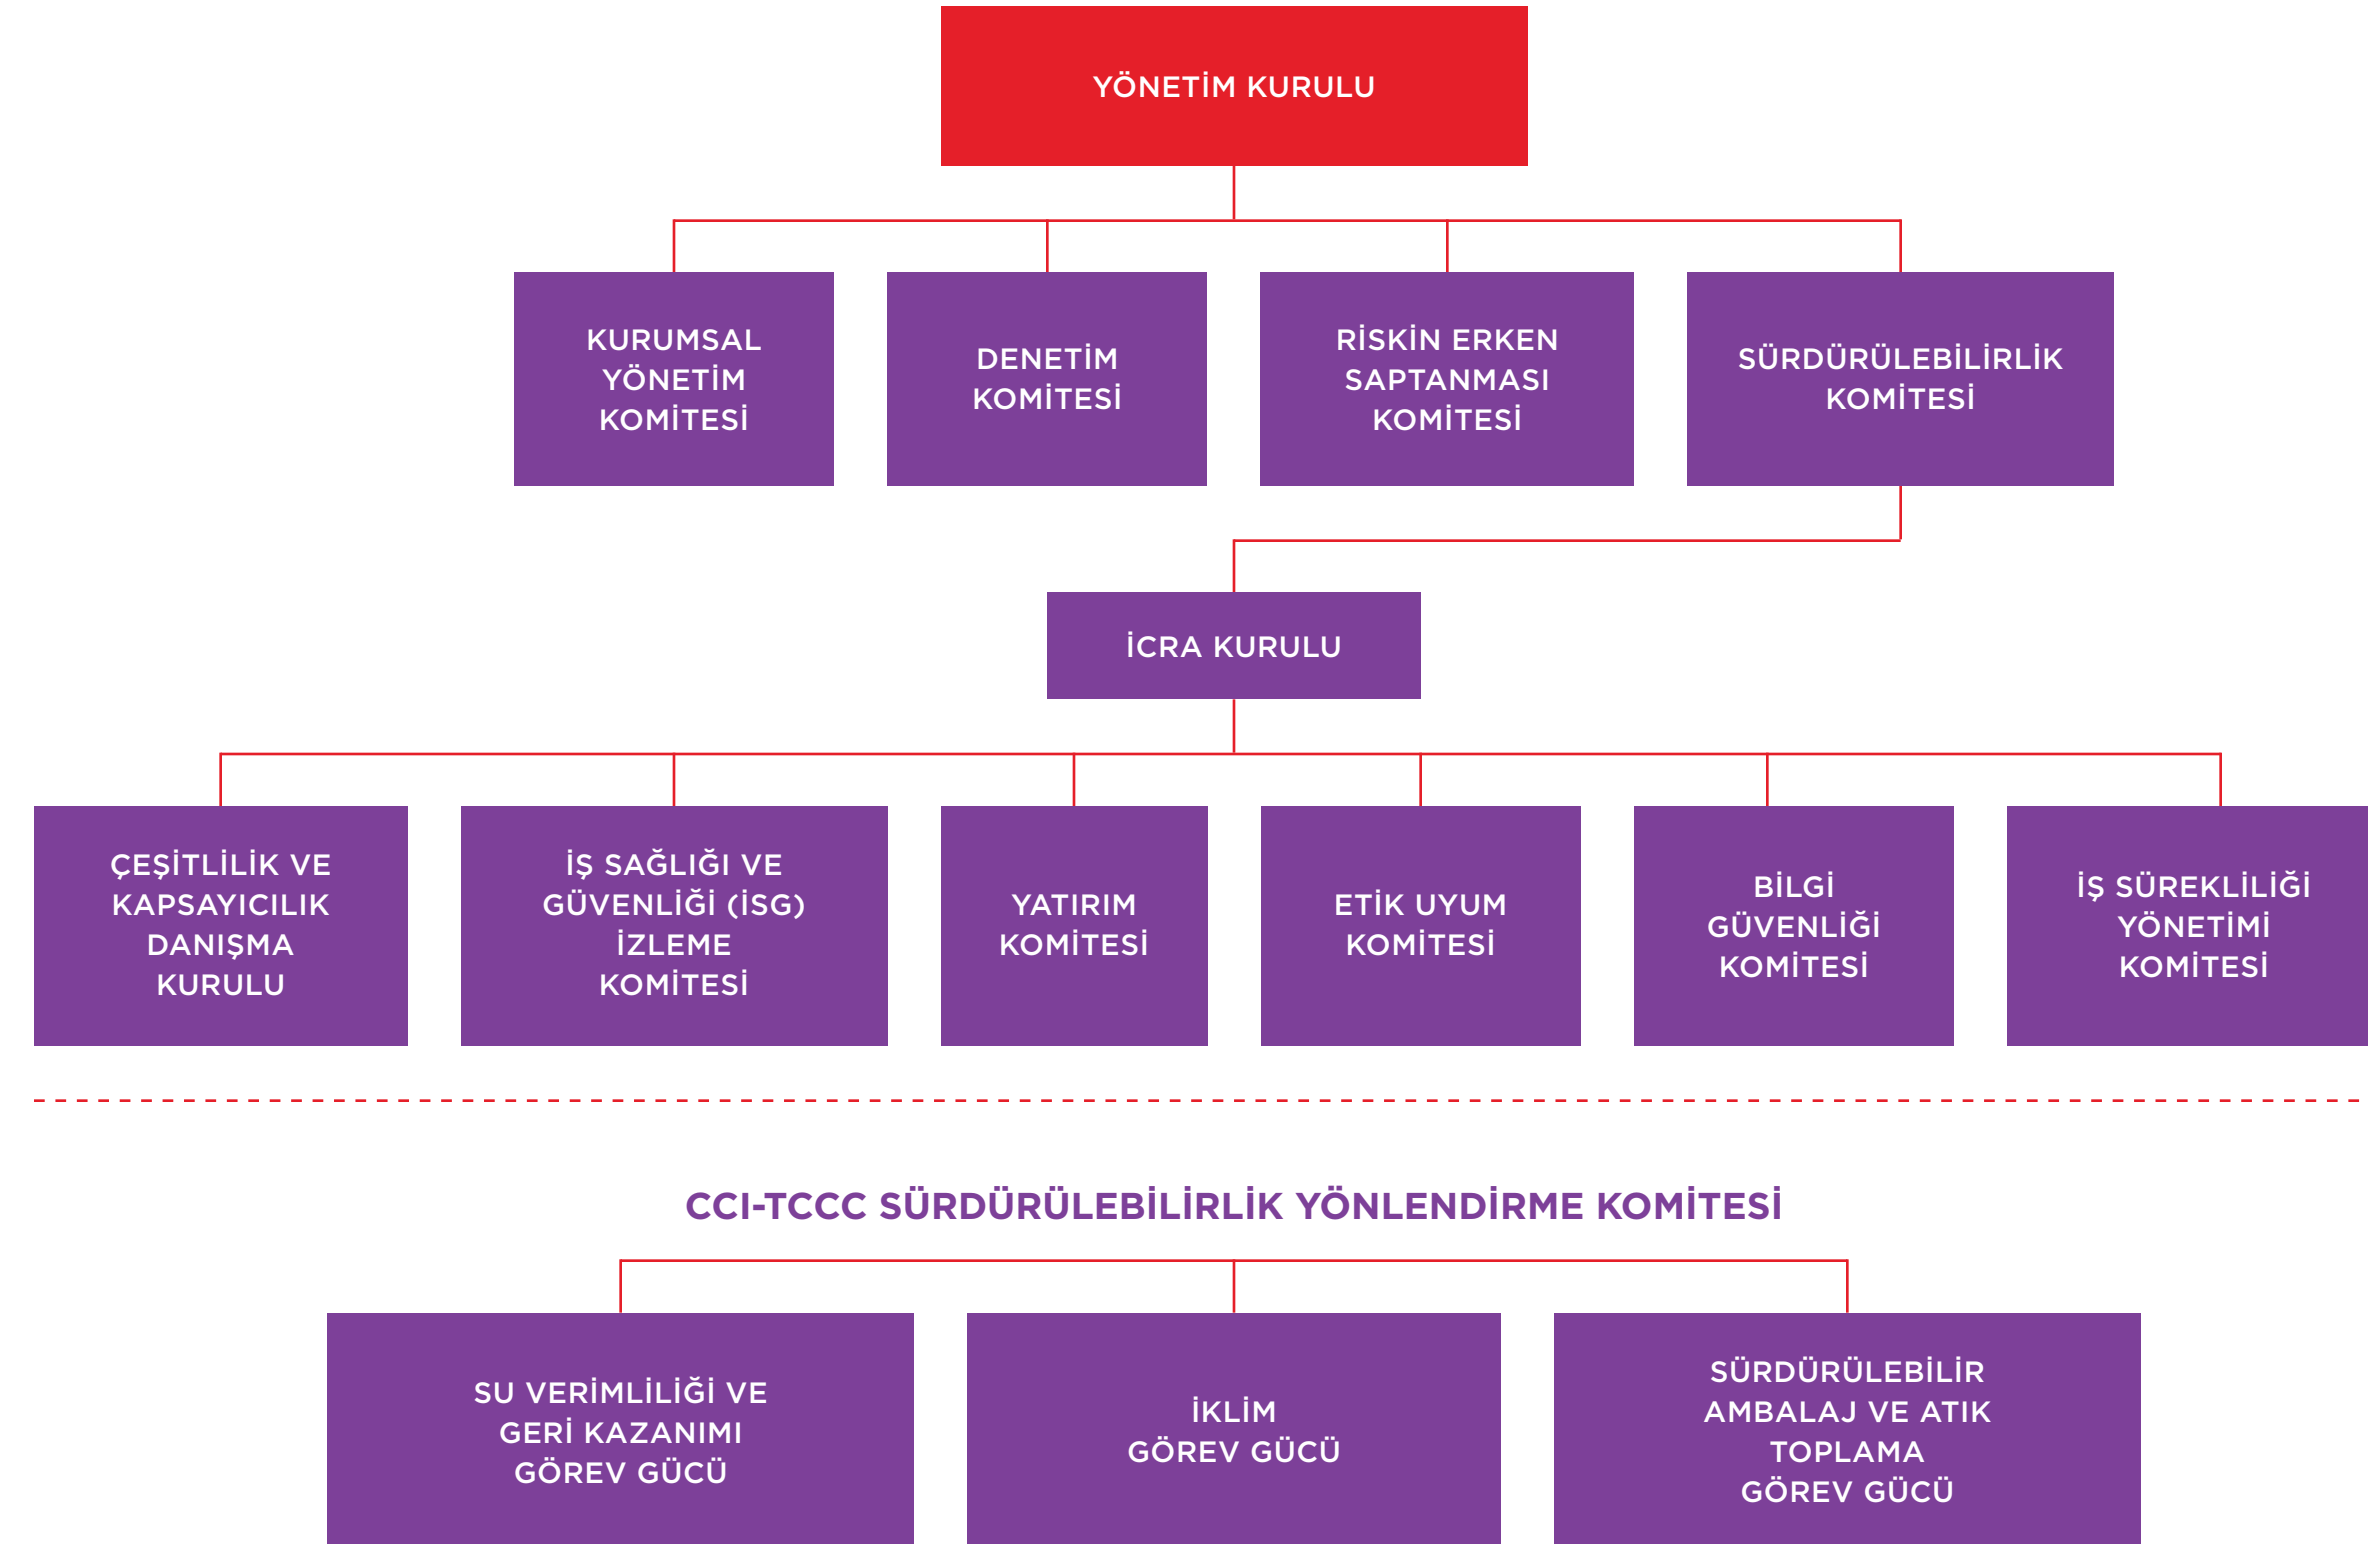 YÖNETİM KURULU
KURUMSAL
YÖNETİM
KOMİTESİ
DENETİM
KOMİTESİ
RİSKİN ERKEN
SAPTANMASI
KOMİTESİ
SÜRDÜRÜLEBİLİRLİK
KOMİTESİ
İCRA KURULU
ÇEŞİTLİLİK VE
KAPSAYICILIK
DANIŞMA
KURULU
İŞ SAĞLIĞI VE
GÜVENLİĞİ (İSG)
İZLEME
KOMİTESİ
YATIRIM
KOMİTESİ
ETİK UYUM
KOMİTESİ
BİLGİ
GÜVENLİĞİ
KOMİTESİ
İŞ SÜREKLİLİĞİ
YÖNETİMİ
KOMİTESİ
CCI-TCCC SÜRDÜRÜLEBİLİRLİK YÖNLENDİRME KOMİTESİ
SU VERİMLİLİĞİ VE
GERİ KAZANIMI
GÖREV GÜCÜ
İKLİM
GÖREV GÜCÜ
SÜRDÜRÜLEBİLİR
AMBALAJ VE ATIK
TOPLAMA
GÖREV GÜCÜ